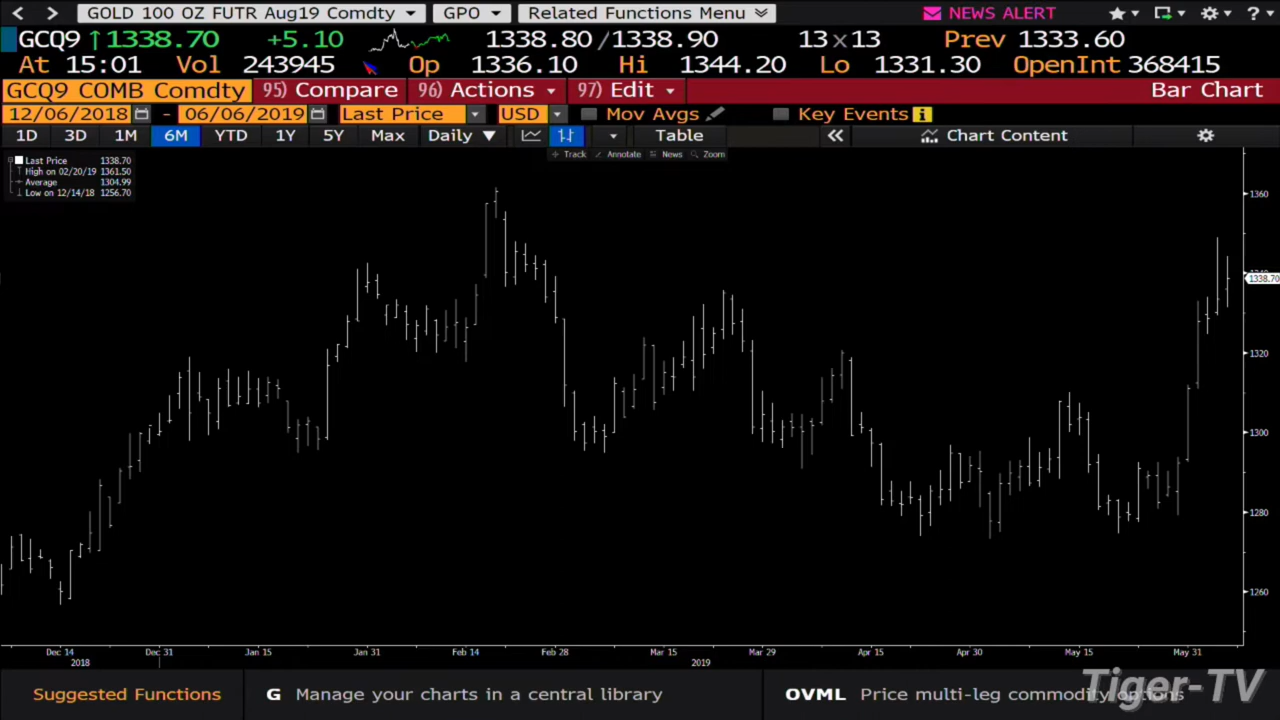 GOLD 100 OZ FUTR Aug19 Comdty GPO Related Functions Menu NEWS ALERT
GCQ9 ↑1338.70 +5.10 1338.80/1338.90 13x13 Prev 1333.60
At 15:01 Vol 243945 Op 1336.10 Hi 1344.20 Lo 1331.30 OpenInt 368415
GCQ9 COMB Comdty 95) Compare 96) Actions 97) Edit Bar Chart
12/06/2018 - 06/06/2019 Last Price USD Mov Avgs Key Events
1D 3D 1M 6M YTD 1Y 5Y Max Daily ▼ Table « Chart Content
Track Annotate News Zoom
Last Price 1338.70
High on 02/20/19 1361.50
Average 1304.99
Low on 12/14/18 1256.70
1360
1338.70
1320
1300
1280
1260
Dec 14 Dec 31 Jan 15 Jan 31 Feb 14 Feb 28 Mar 15 Mar 29 Apr 15 Apr 30 May 15 May 31
2018 2019
Suggested Functions G Manage your charts in a central library OVML Price multi-leg commodity options
Tiger-TV